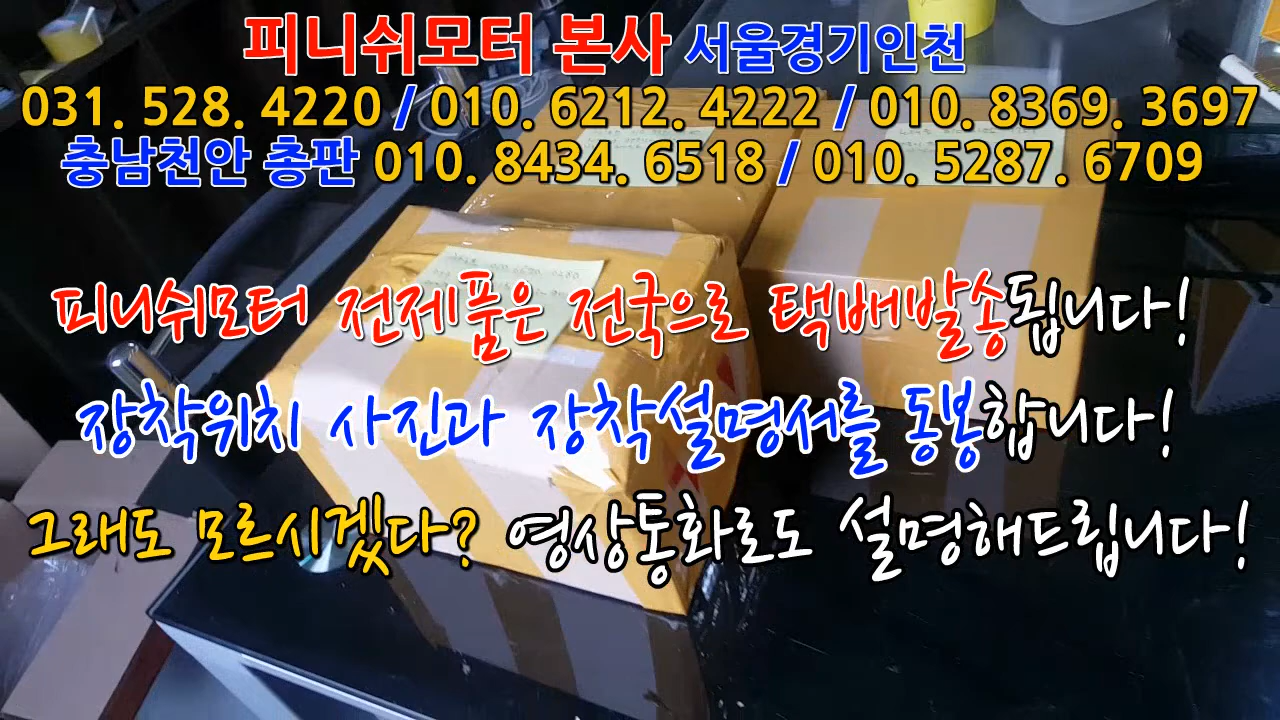 피니쉬모터 본사 서울경기인천
031. 528. 4220 / 010. 6212. 4222 / 010. 8369. 3697
충남천안 총판 010. 8434. 6518 / 010. 5287. 6709
피니쉬모터 전제품은 전국으로 택배발송됩니다!
장착위치 사진과 장착설명서를 동봉합니다!
그래도 모르시겠다? 영상통화로도 설명해드립니다!